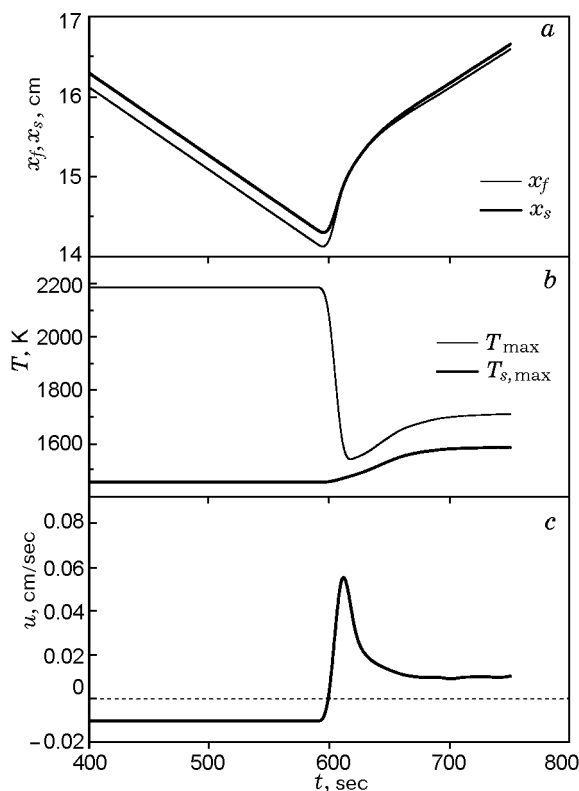 17
a
16
x_f, x_s, cm
15
x_f
x_s
14
b
2200
2000
T, K
T_max
1800
T_s,max
1600
c
0.08
0.06
u, cm/sec
0.04
0.02
0
−0.02
400 500 600 700 800
t, sec